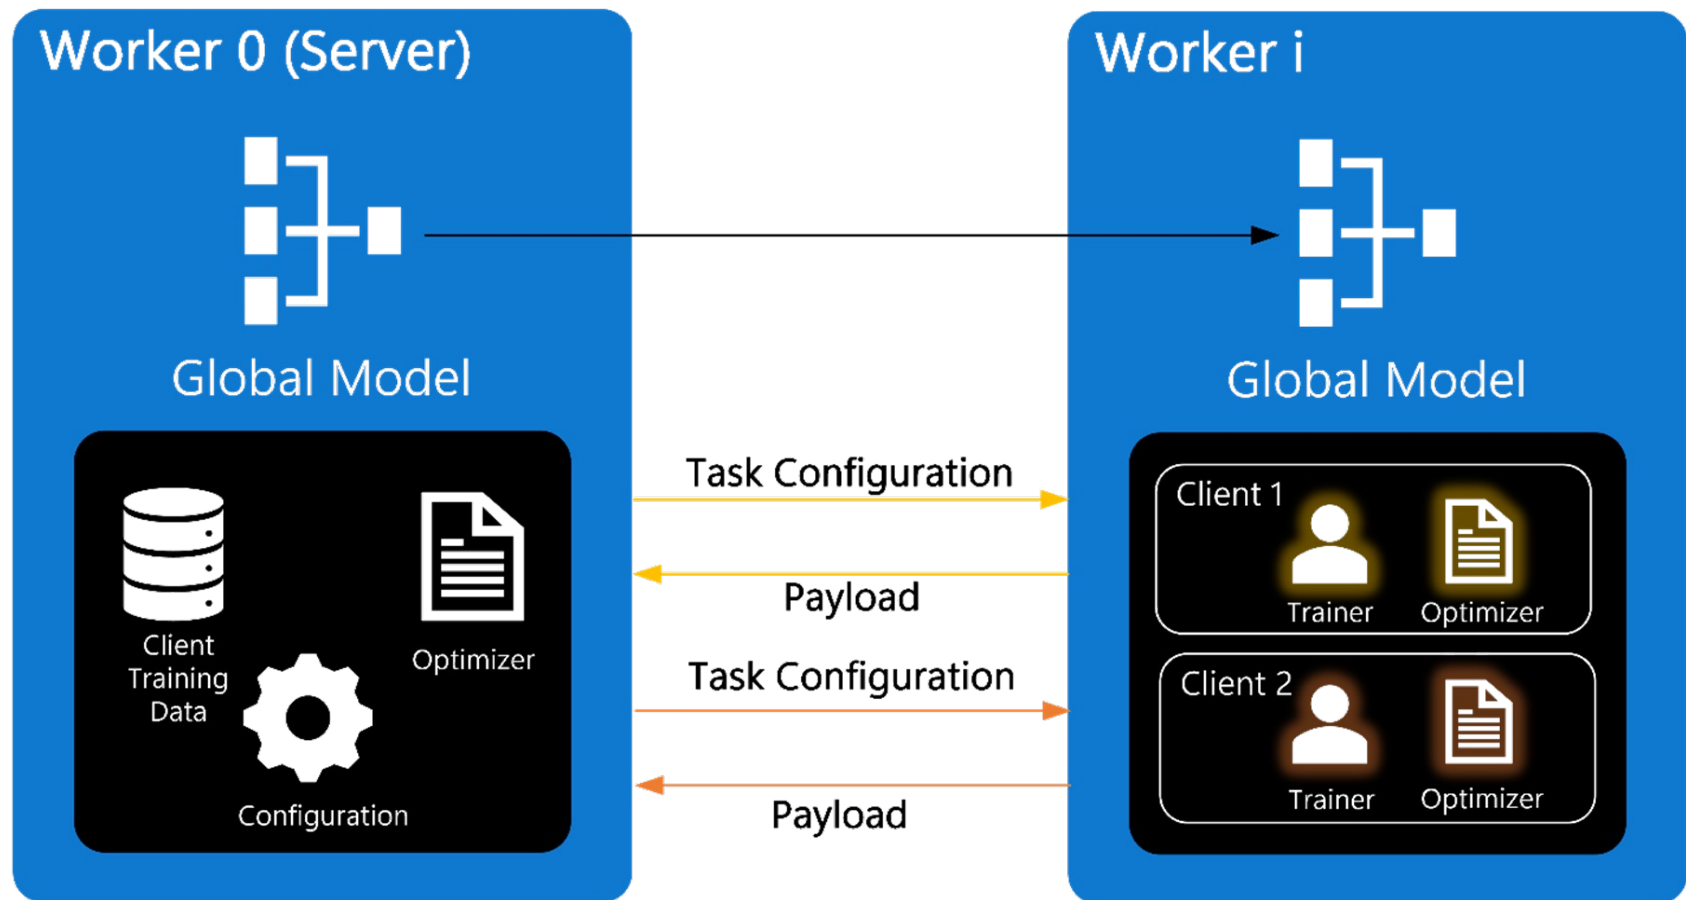 Worker 0 (Server)
Global Model
Client
Training
Data
Optimizer
Configuration
Task Configuration
Payload
Task Configuration
Payload
Worker i
Global Model
Client 1
Trainer
Optimizer
Client 2
Trainer
Optimizer